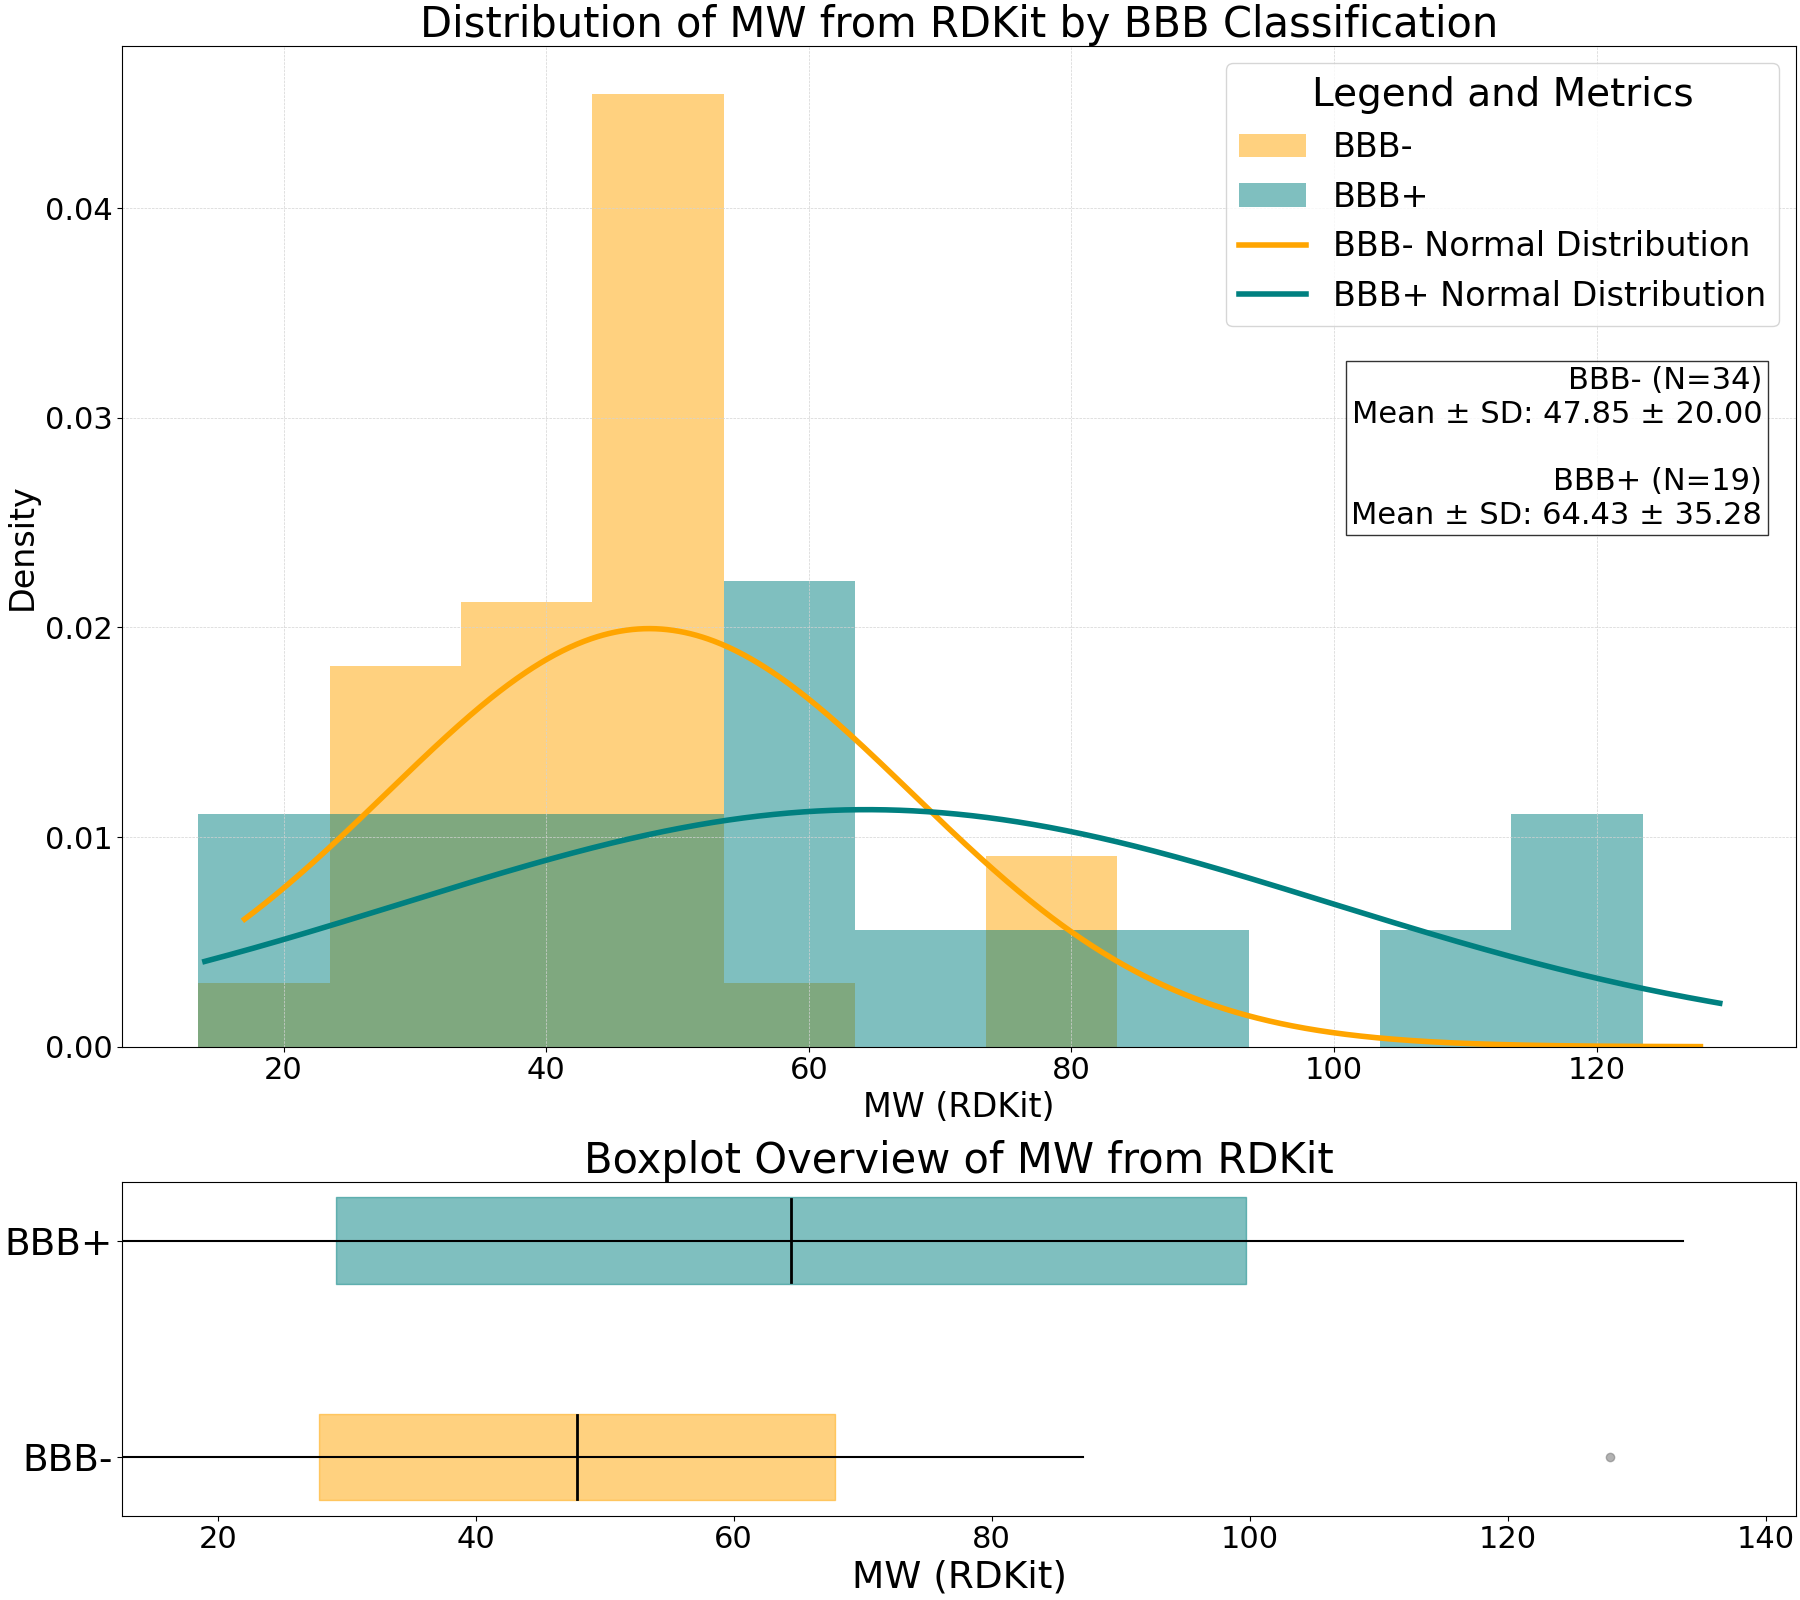 Distribution of MW from RDKit by BBB Classification
Legend and Metrics
BBB-
BBB+
BBB- Normal Distribution
BBB+ Normal Distribution
BBB- (N=34)
Mean ± SD: 47.85 ± 20.00
BBB+ (N=19)
Mean ± SD: 64.43 ± 35.28
Density
0.04
0.03
0.02
0.01
0.00
20 40 60 80 100 120
MW (RDKit)
Boxplot Overview of MW from RDKit
BBB+
BBB-
20 40 60 80 100 120 140
MW (RDKit)